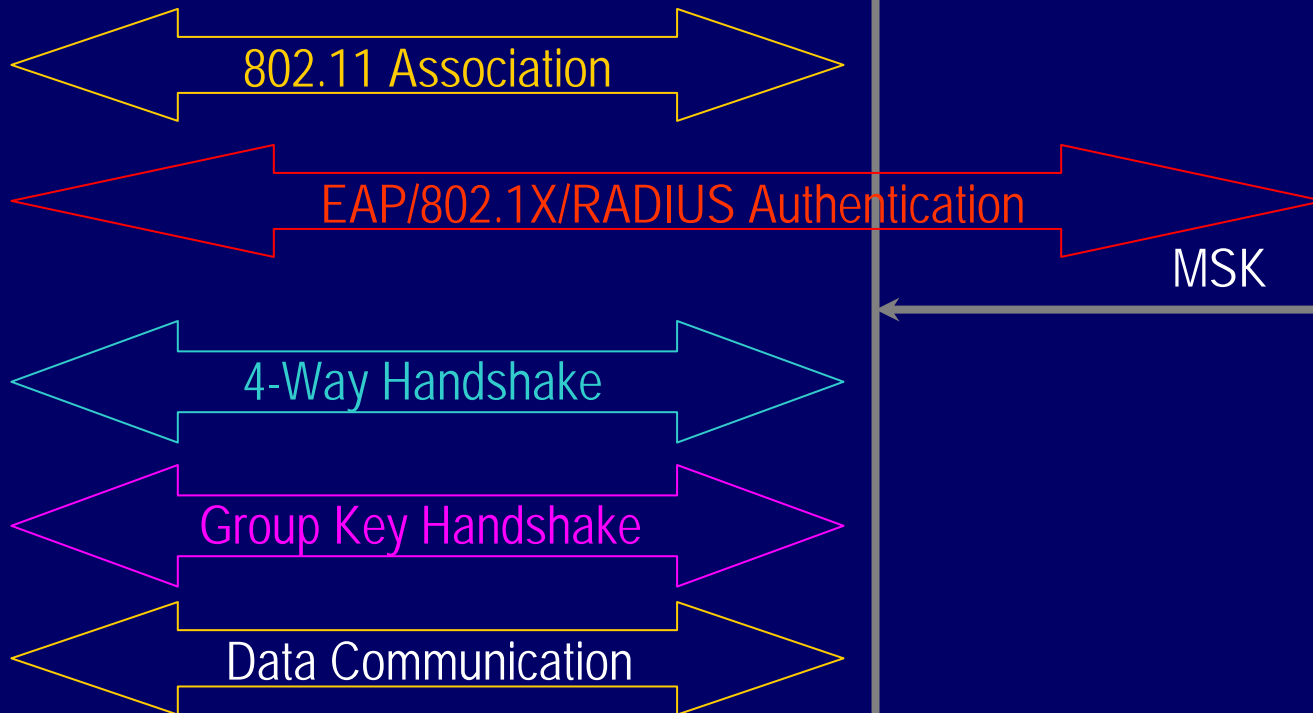 802.11 Association
EAP/802.1X/RADIUS Authentication
MSK
4-Way Handshake
Group Key Handshake
Data Communication